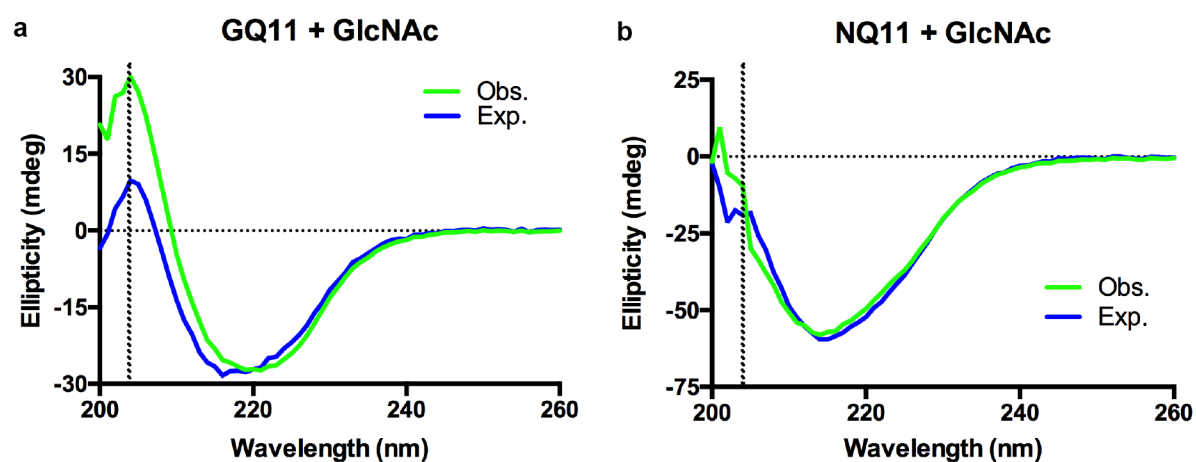 a
GQ11 + GlcNAc
Ellipticity (mdeg)
30
15
0
-15
-30
Obs.
Exp.
200
220
240
260
Wavelength (nm)
b
NQ11 + GlcNAc
Ellipticity (mdeg)
25
0
-25
-50
-75
Obs.
Exp.
200
220
240
260
Wavelength (nm)